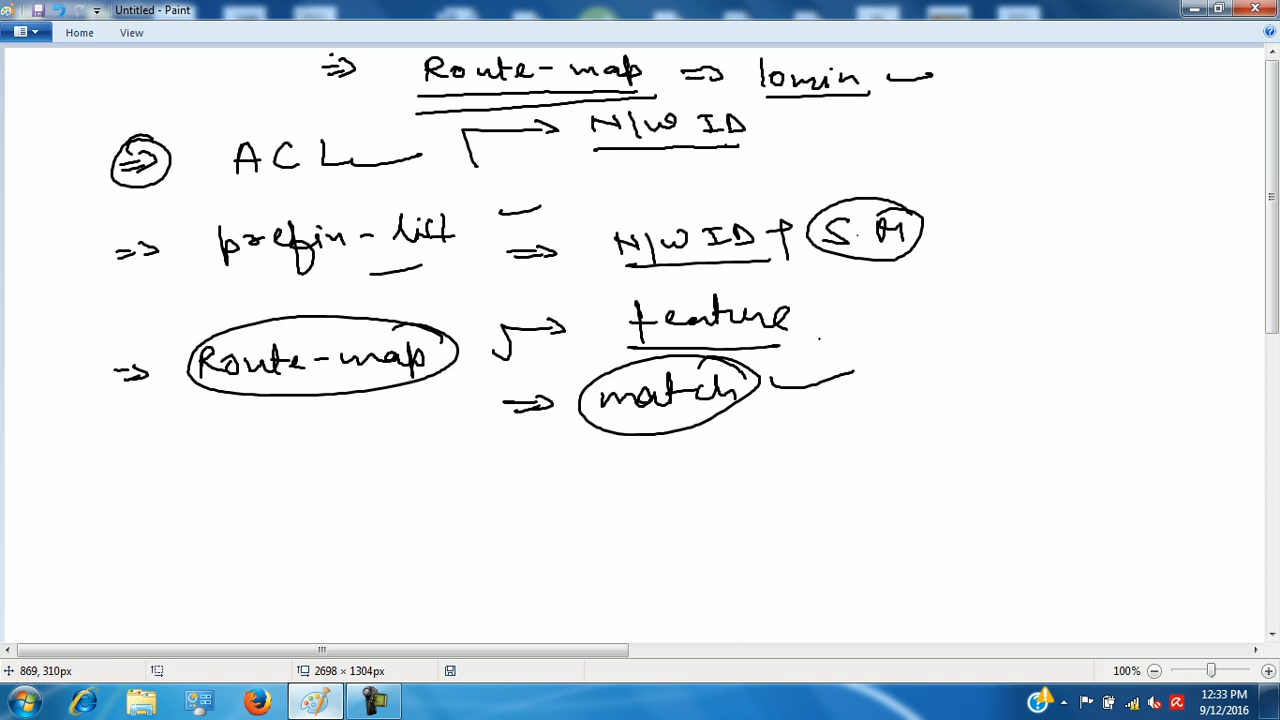 Untitled - Paint
Home View
⇒ Route-map ⇒ 10min
N/W ID
⇒ ACL
⇒ prefix-list ⇒ N/W ID + S.M
feature
⇒ Route-map
⇒ match
869, 310px 2698 × 1304px 100%
12:33 PM
9/12/2016